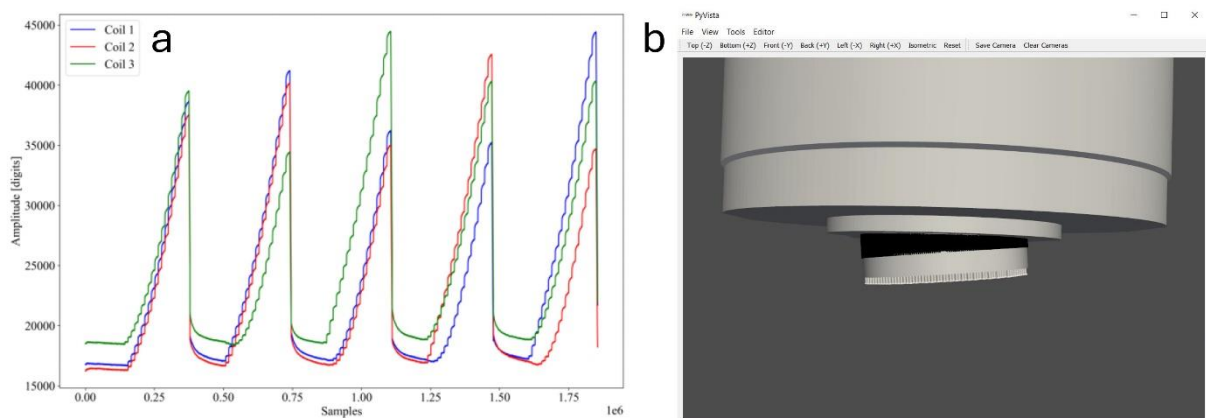 a
45000
40000
35000
30000
25000
20000
15000
Amplitude [digits]
Coil 1
Coil 2
Coil 3
0.00 0.25 0.50 0.75 1.00 1.25 1.50 1.75
1e6
Samples
b
PyVista
File View Tools Editor
Top (-Z) Bottom (+Z) Front (-Y) Back (+Y) Left (-X) Right (+X) Isometric Reset Save Camera Clear Cameras